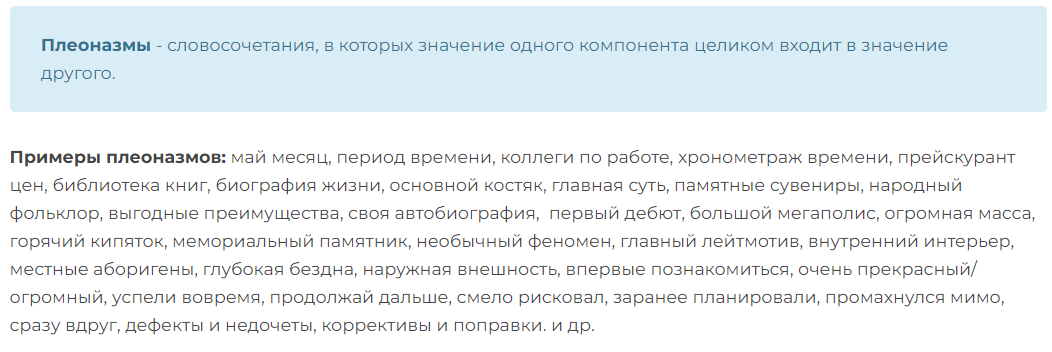 Плеоназмы - словосочетания, в которых значение одного компонента целиком входит в значение
другого.
Примеры плеоназмов: май месяц, период времени, коллеги по работе, хронометраж времени, прейскурант
цен, библиотека книг, биография жизни, основной костяк, главная суть, памятные сувениры, народный
фольклор, выгодные преимущества, своя автобиография,  первый дебют, большой мегаполис, огромная масса,
горячий кипяток, мемориальный памятник, необычный феномен, главный лейтмотив, внутренний интерьер,
местные аборигены, глубокая бездна, наружная внешность, впервые познакомиться, очень прекрасный/
огромный, успели вовремя, продолжай дальше, смело рисковал, заранее планировали, промахнулся мимо,
сразу вдруг, дефекты и недочеты, коррективы и поправки. и др.